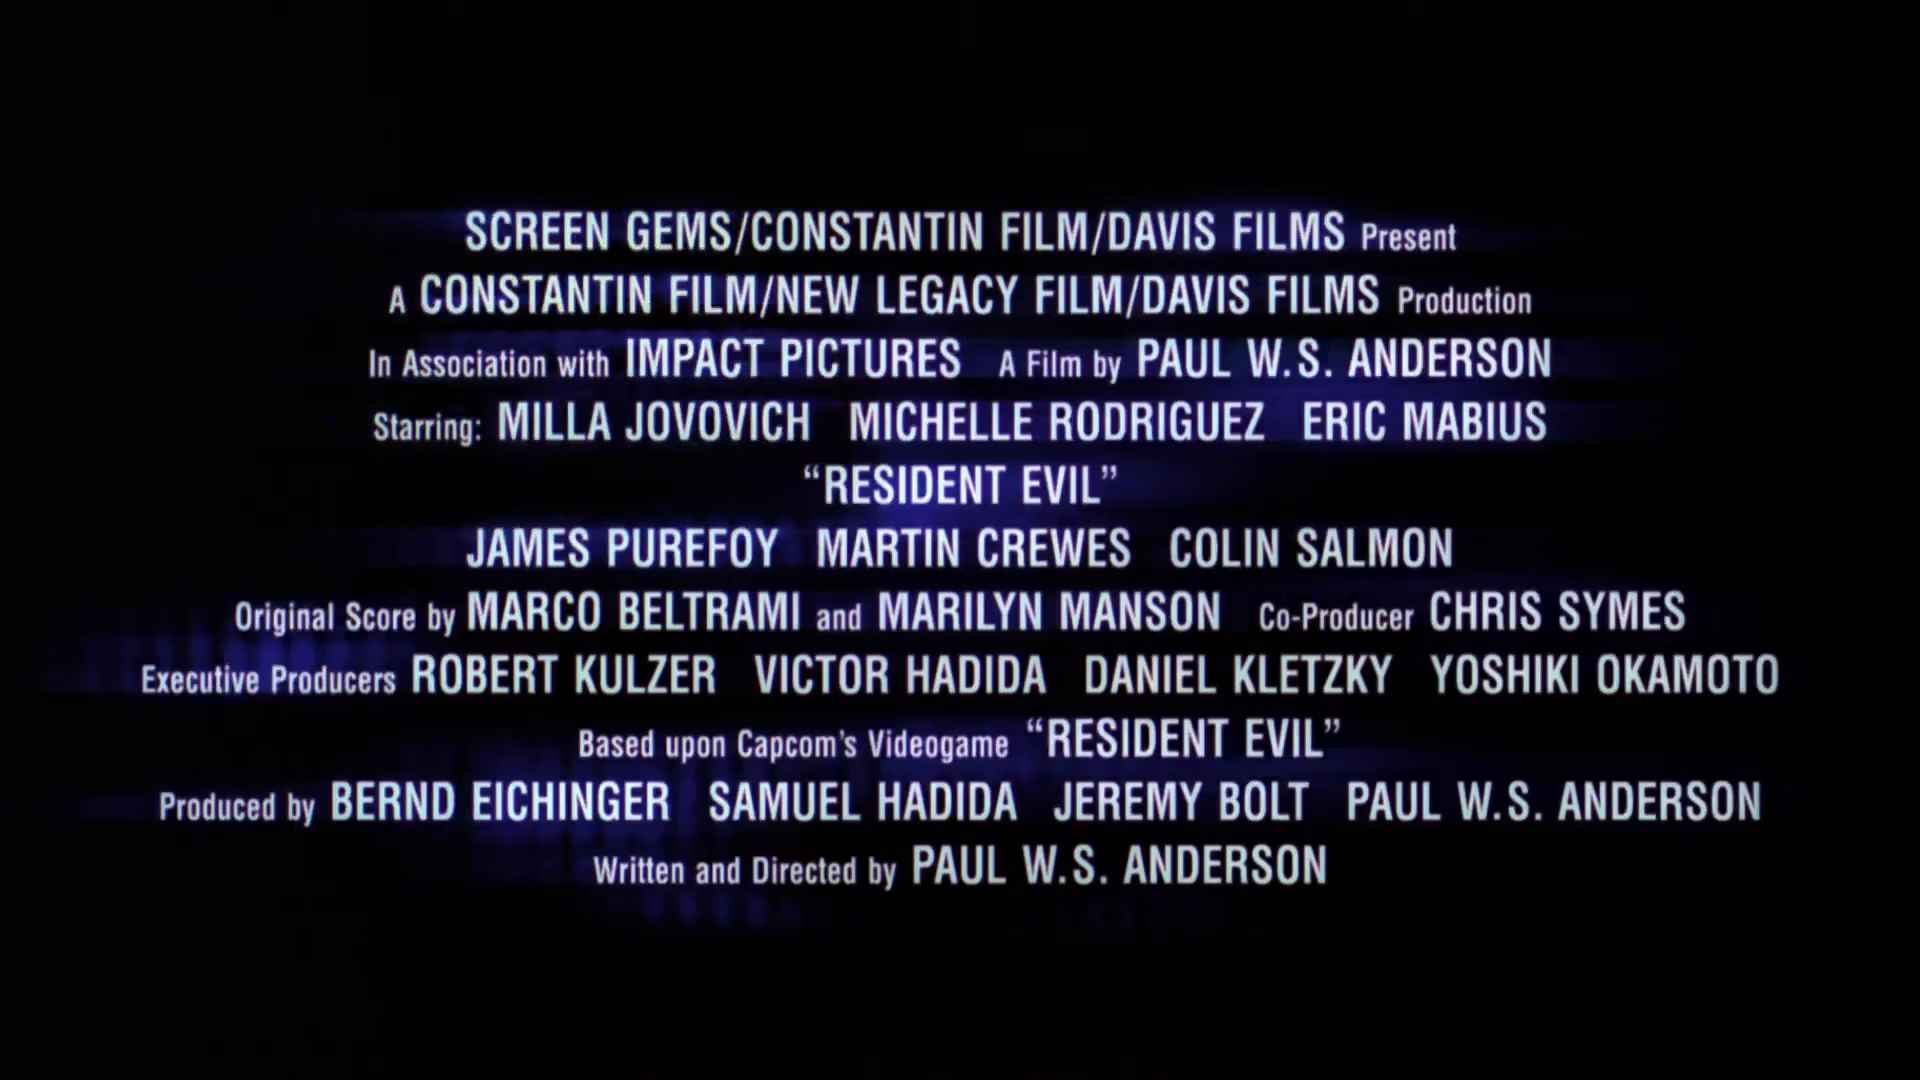 SCREEN GEMS/CONSTANTIN FILM/DAVIS FILMS Present
A CONSTANTIN FILM/NEW LEGACY FILM/DAVIS FILMS Production
In Association with IMPACT PICTURES A Film by PAUL W.S. ANDERSON
Starring: MILLA JOVOVICH MICHELLE RODRIGUEZ ERIC MABIUS
“RESIDENT EVIL”
JAMES PUREFOY MARTIN CREWES COLIN SALMON
Original Score by MARCO BELTRAMI and MARILYN MANSON Co-Producer CHRIS SYMES
Executive Producers ROBERT KULZER VICTOR HADIDA DANIEL KLETZKY YOSHIKI OKAMOTO
Based upon Capcom’s Videogame “RESIDENT EVIL”
Produced by BERND EICHINGER SAMUEL HADIDA JEREMY BOLT PAUL W.S. ANDERSON
Written and Directed by PAUL W.S. ANDERSON